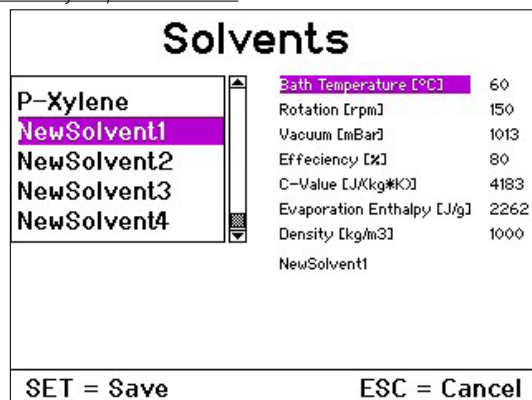 Solvents
P-Xylene
NewSolvent1
NewSolvent2
NewSolvent3
NewSolvent4
Bath Temperature [°C] 60
Rotation [rpm] 150
Vacuum [mBar] 1013
Effeciency [%] 80
C-Value [J/(kg*K)] 4183
Evaporation Enthalpy [J/g] 2262
Density [kg/m3] 1000
NewSolvent1
SET = Save ESC = Cancel